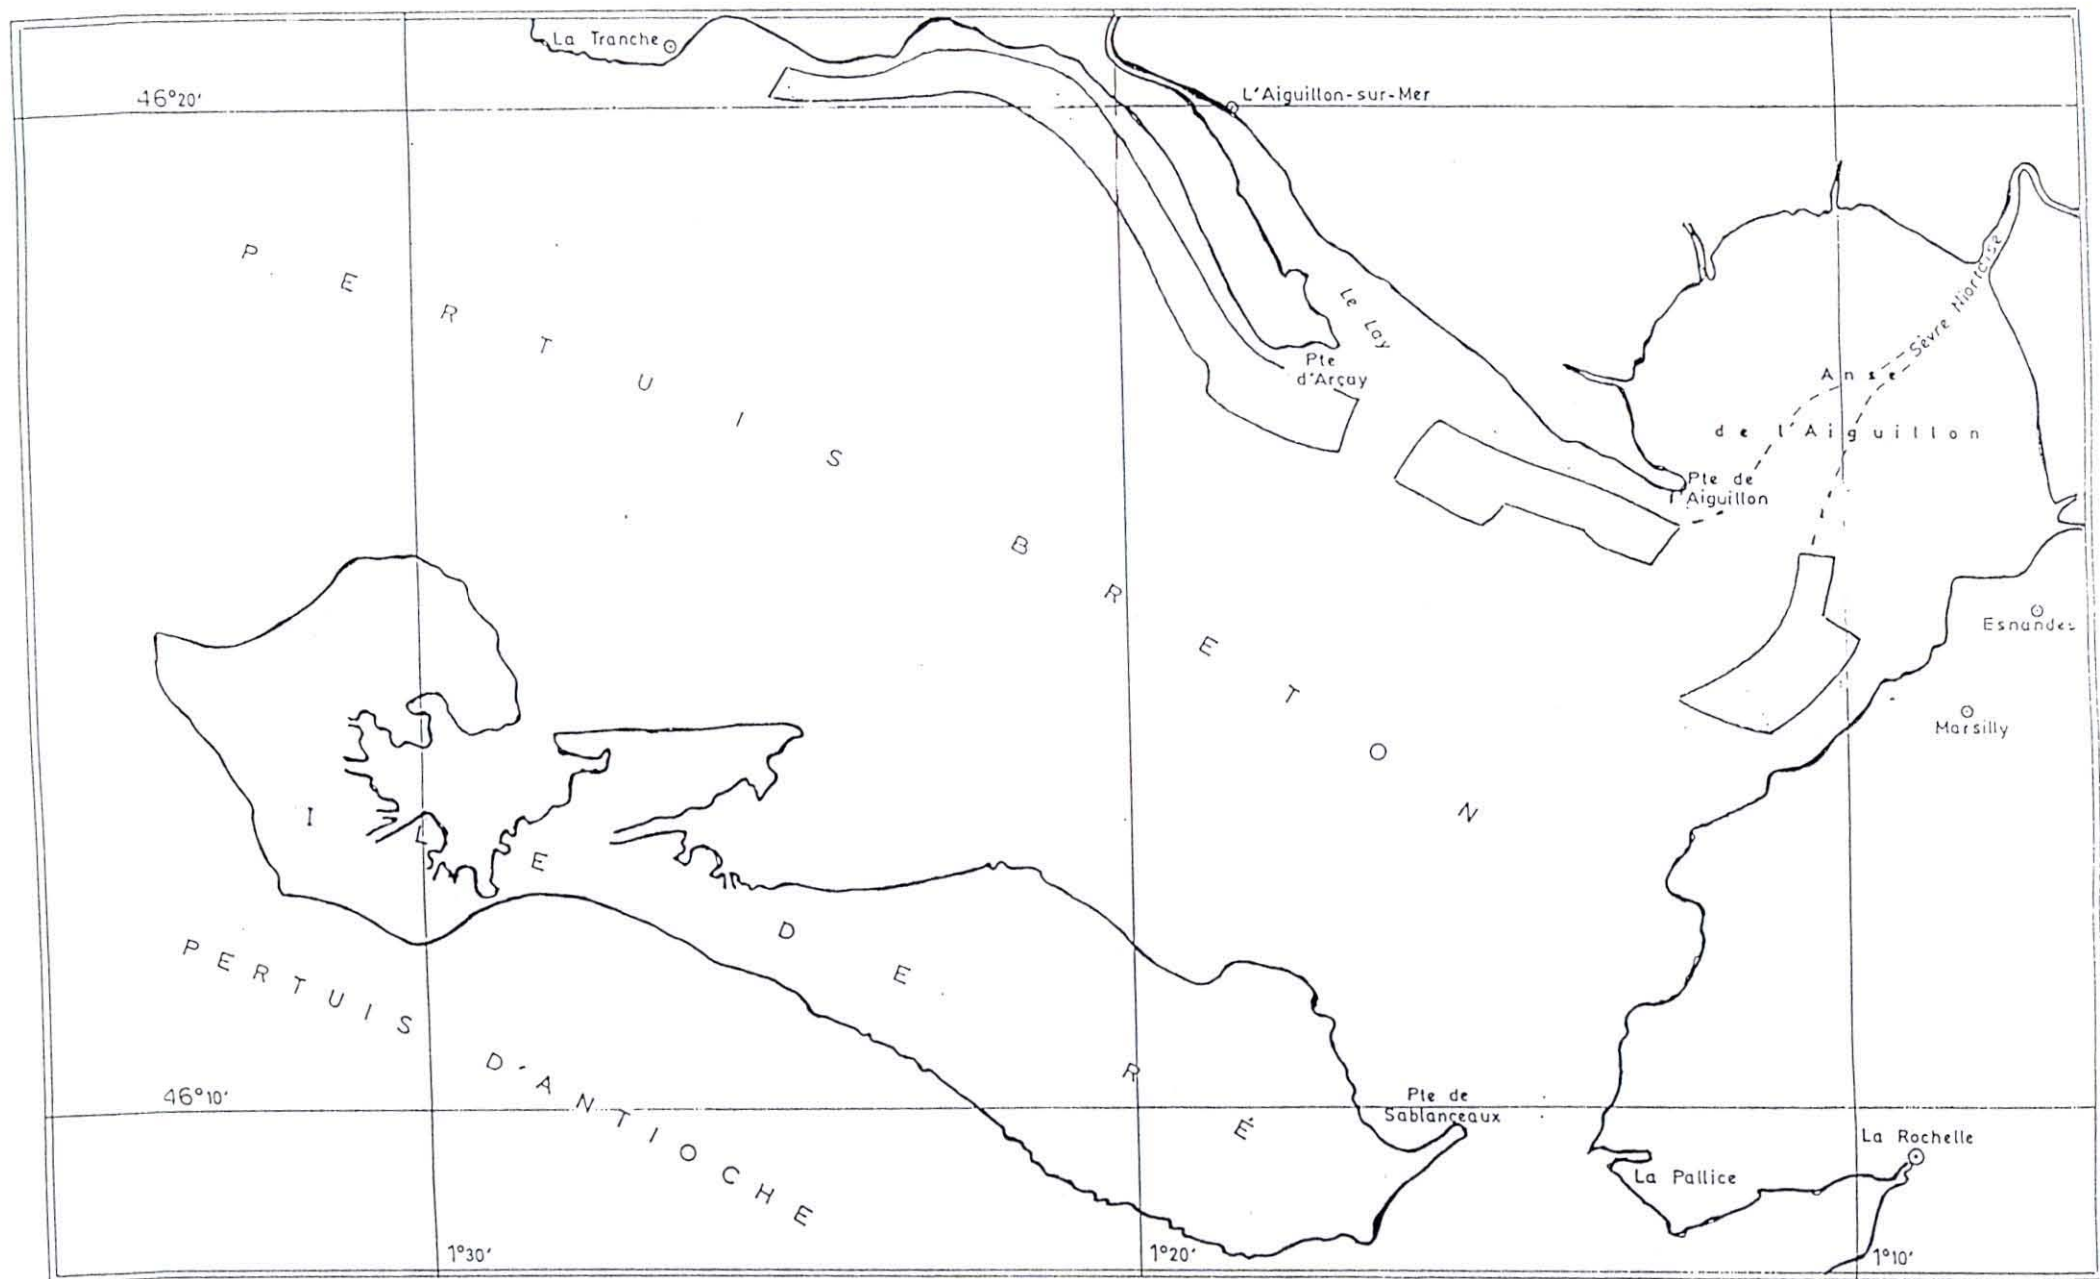 La Tranche
46°20'
L'Aiguillon-sur-Mer
PERTUIS BRETON
Le Lay
Sèvre Niortaise
Pte
d'Arçay
Anse
de l'Aiguillon
Pte de
l'Aiguillon
Esnandes
Marsilly
ILE DE RÉ
PERTUIS D'ANTIOCHE
46°10'
Pte de
Sablanceaux
La Rochelle
La Pallice
1°30'
1°20'
1°10'